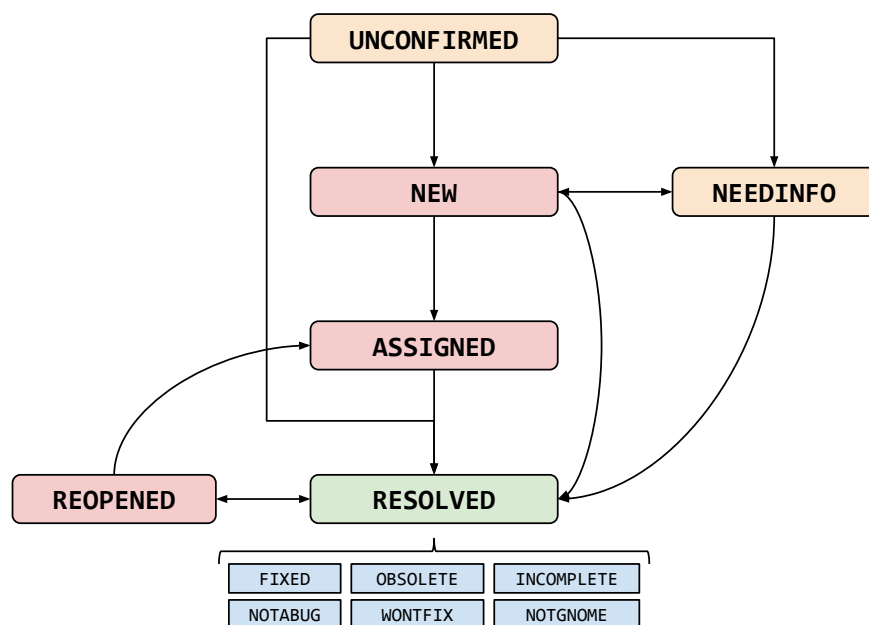 UNCONFIRMED
NEW
NEEDINFO
ASSIGNED
REOPENED
RESOLVED
FIXED
OBSOLETE
INCOMPLETE
NOTABUG
WONTFIX
NOTGNOME